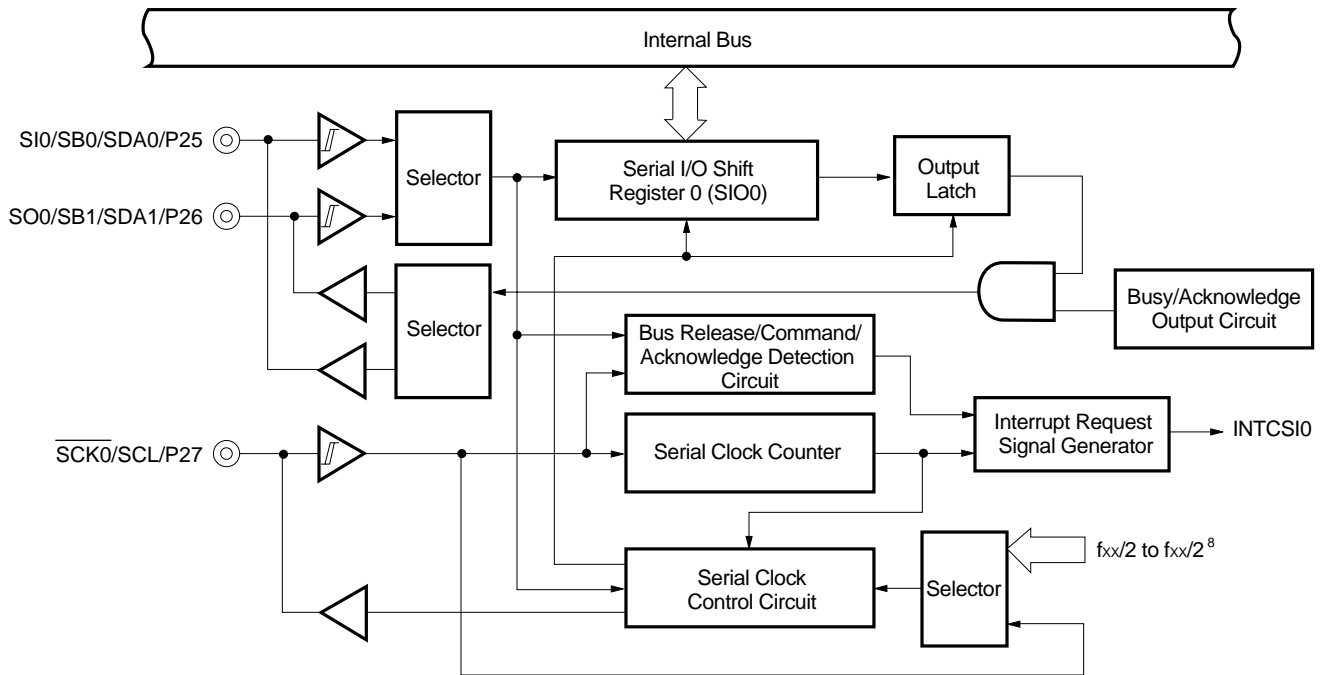 Internal Bus
SI0/SB0/SDA0/P25
Selector
Serial I/O Shift
Register 0 (SIO0)
Output
Latch
SO0/SB1/SDA1/P26
Selector
Busy/Acknowledge
Output Circuit
Bus Release/Command/
Acknowledge Detection
Circuit
SCK0/SCL/P27
Serial Clock Counter
Interrupt Request
Signal Generator
INTCSI0
Serial Clock
Control Circuit
Selector
fxx/2 to fxx/2⁸